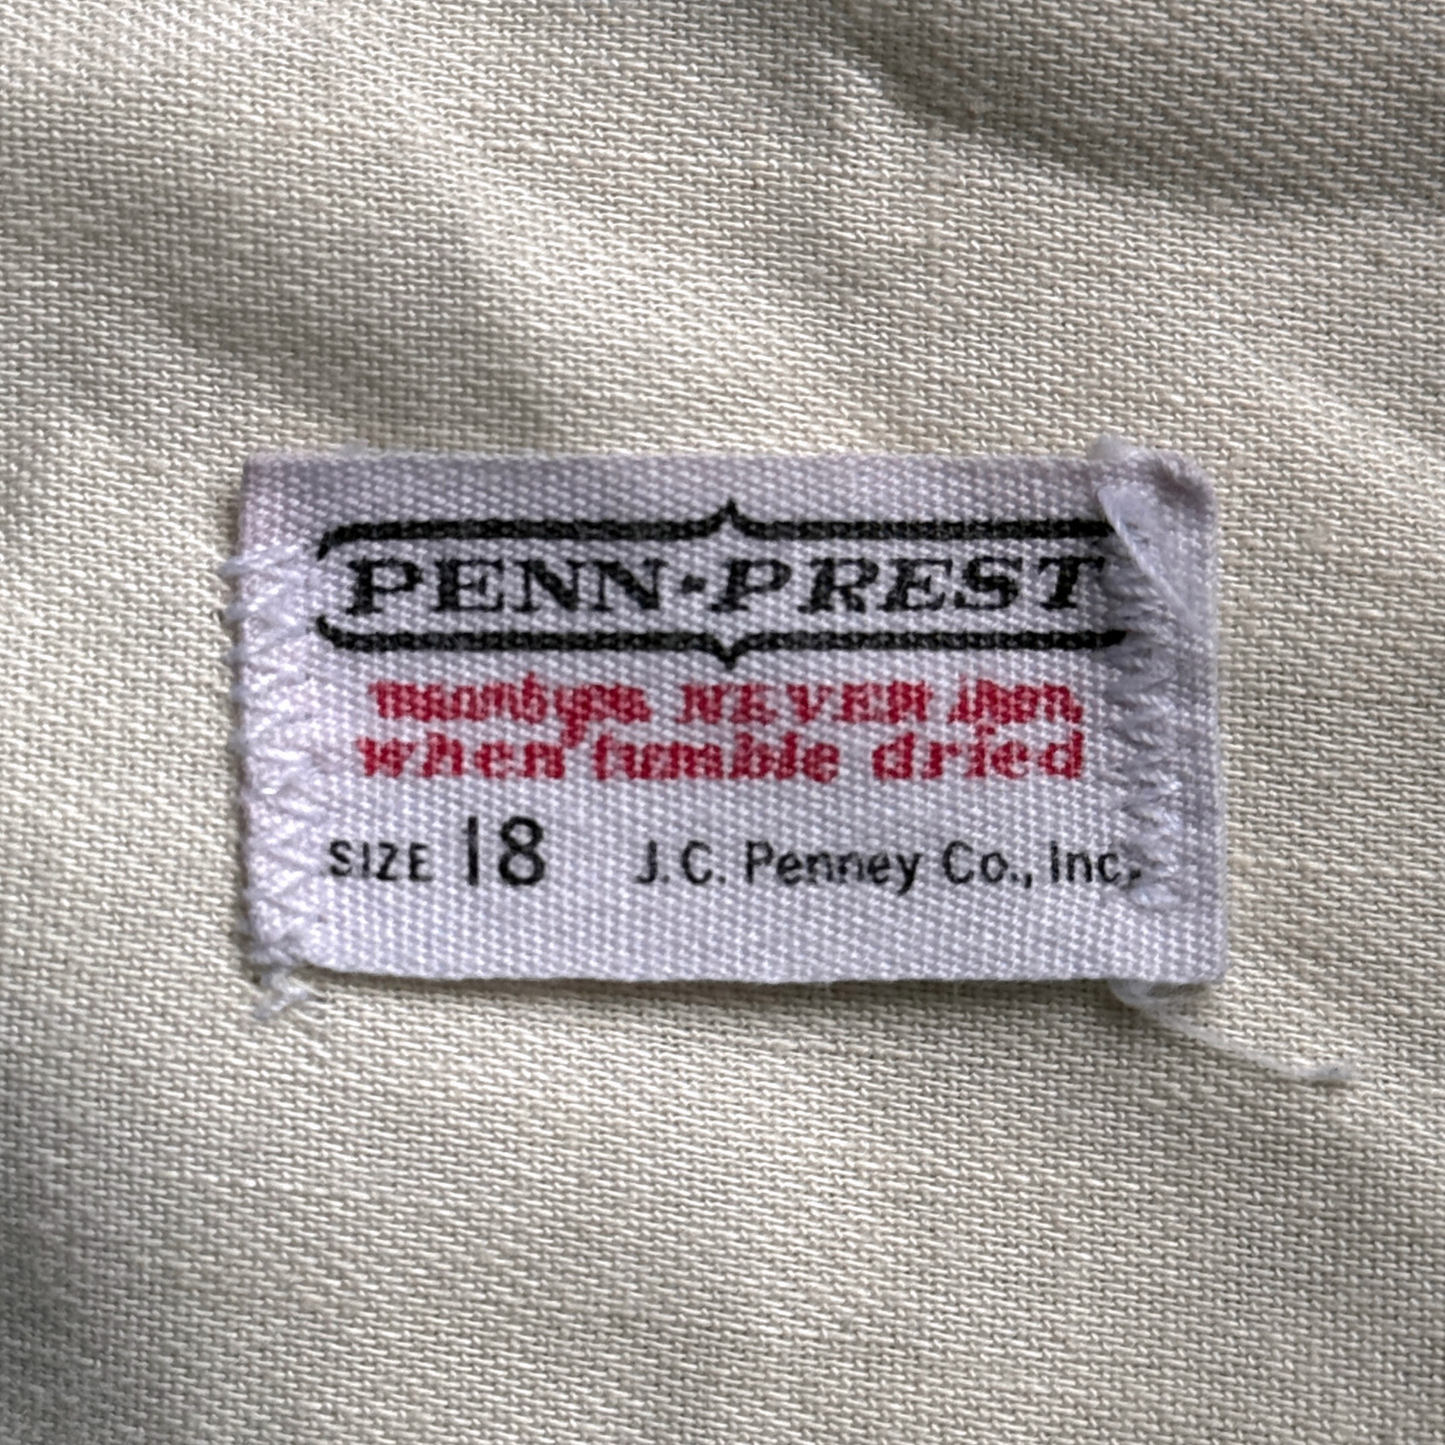 PENN-PREST
NEVER
when tumble dried
SIZE 18 J.C. Penney Co., Inc.